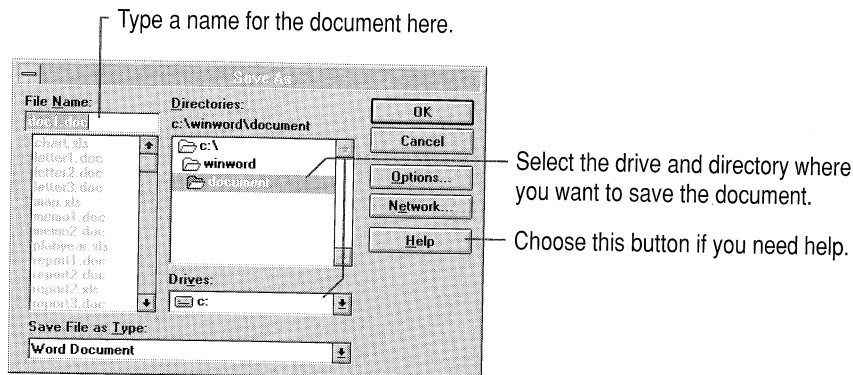 Type a name for the document here.
Save As
File Name:
doc1.doc
chart.xls
letter1.doc
letter2.doc
letter3.doc
map.xls
memo1.doc
memo2.doc
planyear.xls
report1.doc
report2.doc
report2.xls
report3.doc
Save File as Type:
Word Document
Directories:
c:\winword\document
c:\
winword
document
Drives:
c:
OK
Cancel
Options...
Network...
Help
Select the drive and directory where
you want to save the document.
Choose this button if you need help.